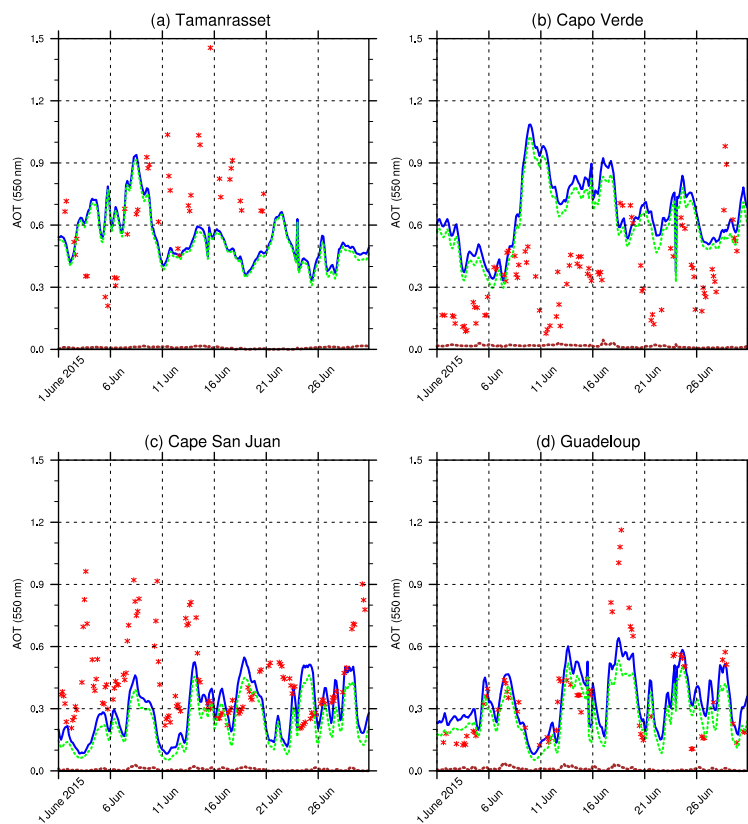 (a) Tamanrasset
AOT (550 nm)
1.5
1.2
0.9
0.6
0.3
0.0
1 June 2015
6 Jun
11 Jun
16 Jun
21 Jun
26 Jun
(b) Capo Verde
AOT (550 nm)
1.5
1.2
0.9
0.6
0.3
0.0
1 June 2015
6 Jun
11 Jun
16 Jun
21 Jun
26 Jun
(c) Cape San Juan
AOT (550 nm)
1.5
1.2
0.9
0.6
0.3
0.0
1 June 2015
6 Jun
11 Jun
16 Jun
21 Jun
26 Jun
(d) Guadeloup
AOT (550 nm)
1.5
1.2
0.9
0.6
0.3
0.0
1 June 2015
6 Jun
11 Jun
16 Jun
21 Jun
26 Jun